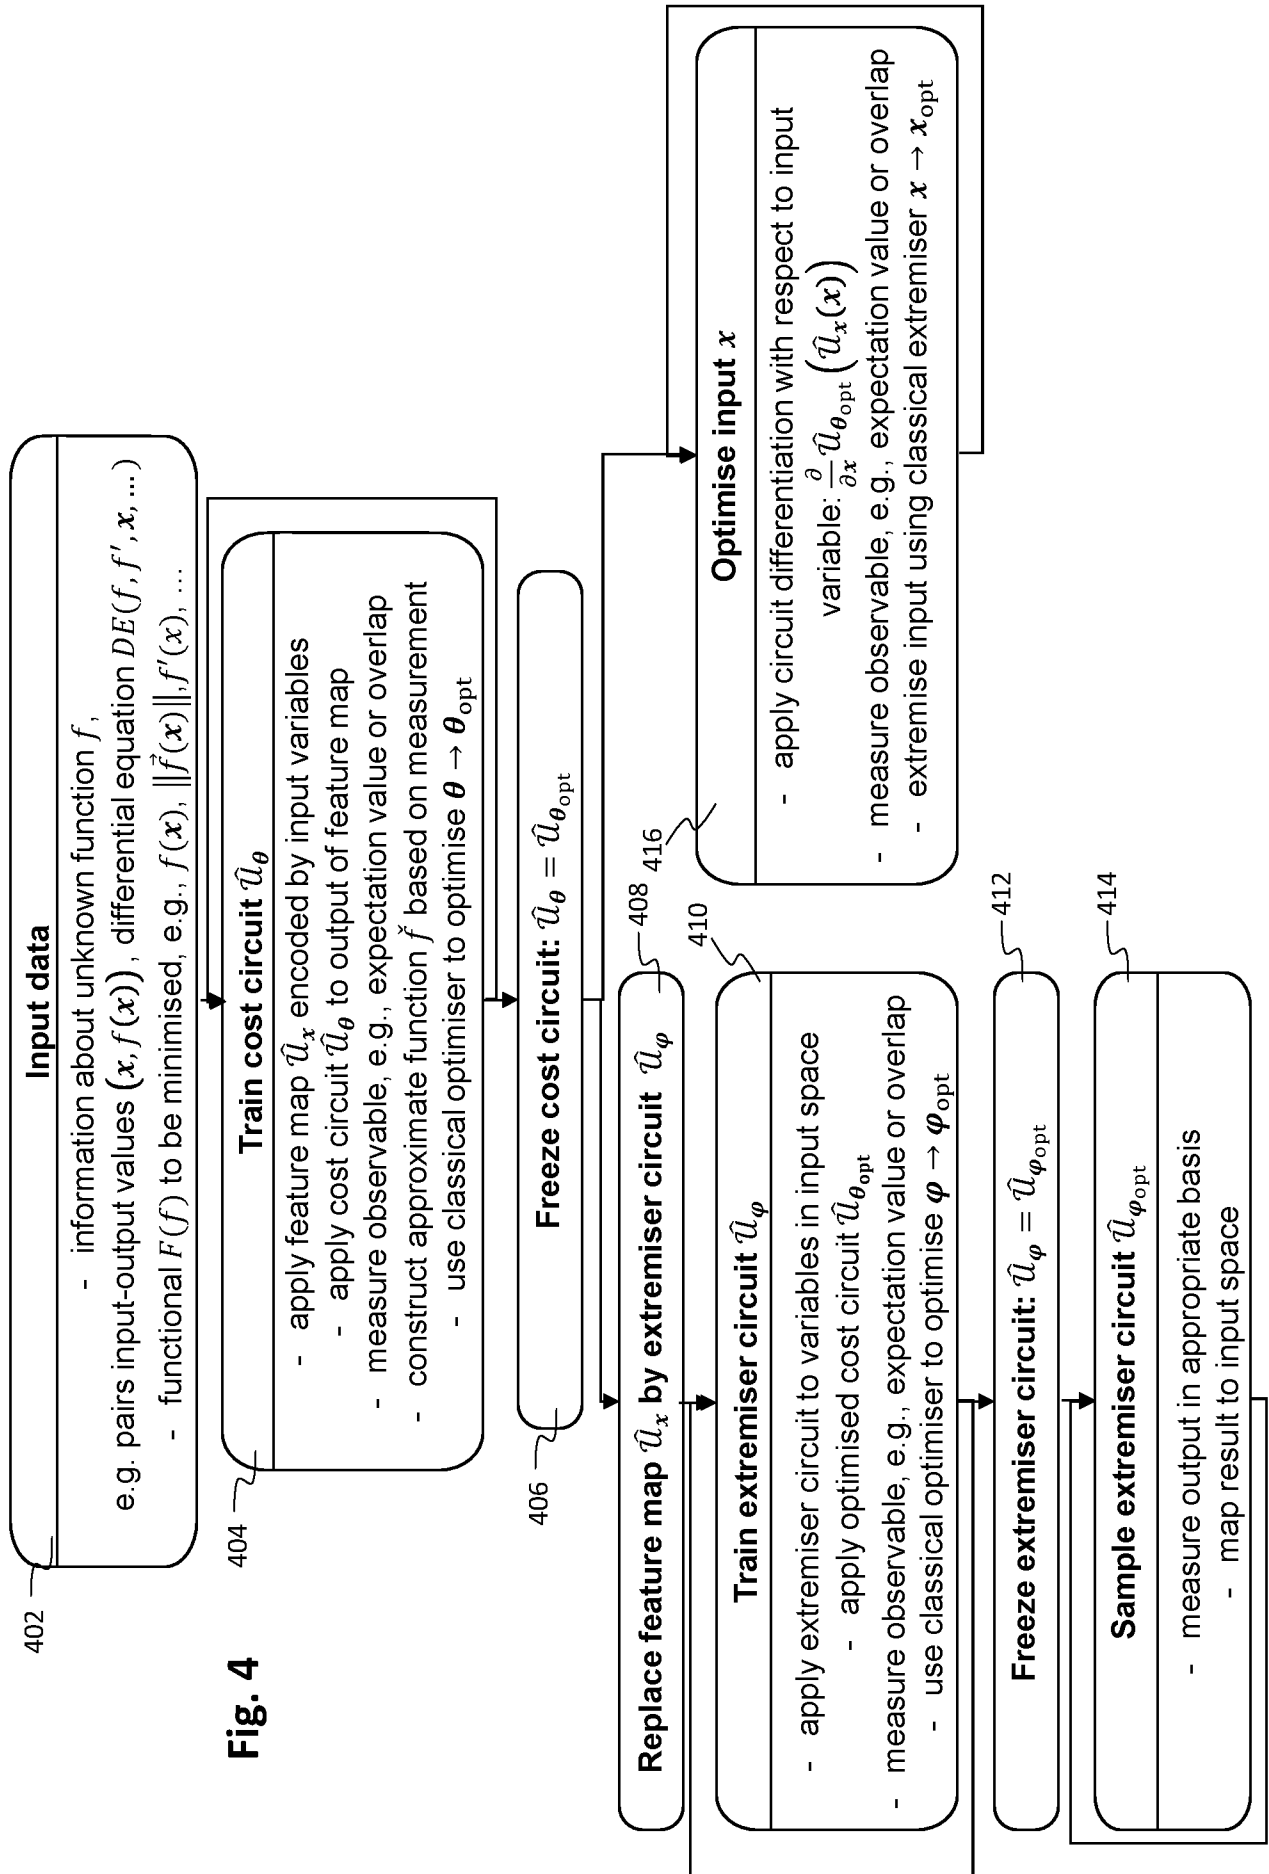 Fig. 4
402
Input data
- information about unknown function f,
e.g. pairs input-output values (x, f(x)), differential equation DE(f, f', x, ...)
- functional F(f) to be minimised, e.g., f(x), ‖f⃗(x)‖, f'(x), ...
404
Train cost circuit Û_θ
- apply feature map Û_x encoded by input variables
- apply cost circuit Û_θ to output of feature map
- measure observable, e.g., expectation value or overlap
- construct approximate function f̌ based on measurement
- use classical optimiser to optimise θ → θ_opt
406
Freeze cost circuit: Û_θ = Û_θ_opt
408
Replace feature map Û_x by extremiser circuit Û_φ
410
Train extremiser circuit Û_φ
- apply extremiser circuit to variables in input space
- apply optimised cost circuit Û_θ_opt
- measure observable, e.g., expectation value or overlap
- use classical optimiser to optimise φ → φ_opt
412
Freeze extremiser circuit: Û_φ = Û_φ_opt
414
Sample extremiser circuit Û_φ_opt
- measure output in appropriate basis
- map result to input space
416
Optimise input x
- apply circuit differentiation with respect to input
variable: ∂/∂x Û_θ_opt (Û_x(x))
- measure observable, e.g., expectation value or overlap
- extremise input using classical extremiser x → x_opt